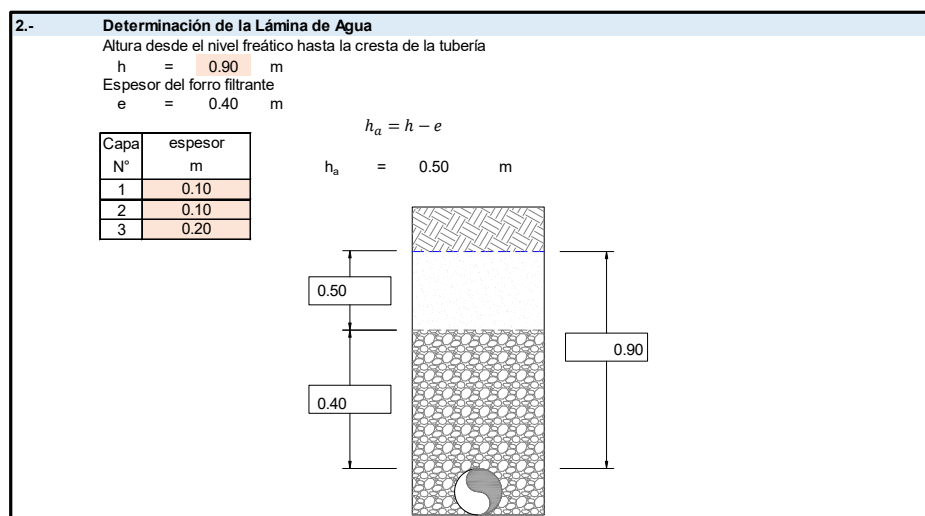 2.- Determinación de la Lámina de Agua
Altura desde el nivel freático hasta la cresta de la tubería
h = 0.90 m
Espesor del forro filtrante
e = 0.40 m
hₐ = h − e
Capa espesor
N° m
hₐ = 0.50 m
1 0.10
2 0.10
3 0.20
0.50
0.90
0.40